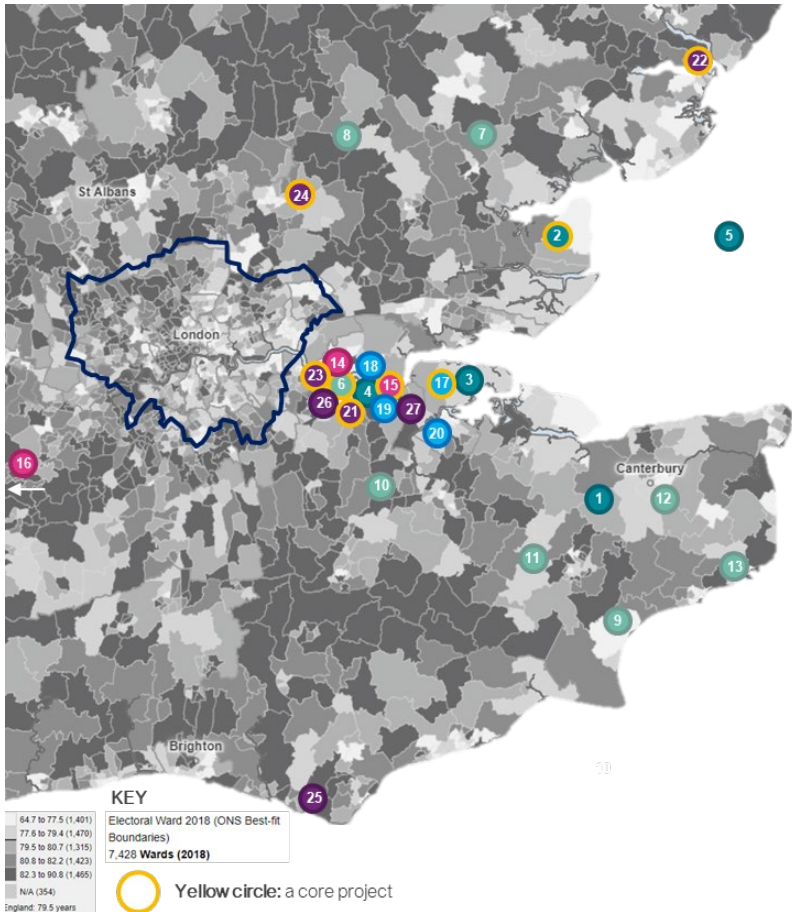 22
8
7
St Albans
24
2
5
London
14
18
23
6
15
17
3
4
26
21
19
27
20
16
10
Canterbury
1
12
11
13
9
Brighton
25
KEY
64.7 to 77.5 (1,401)
77.6 to 79.4 (1,470)
79.5 to 80.7 (1,315)
80.8 to 82.2 (1,423)
82.3 to 90.8 (1,465)
N/A (354)
England: 79.5 years
Electoral Ward 2018 (ONS Best-fit
Boundaries)
7,428 Wards (2018)
Yellow circle: a core project